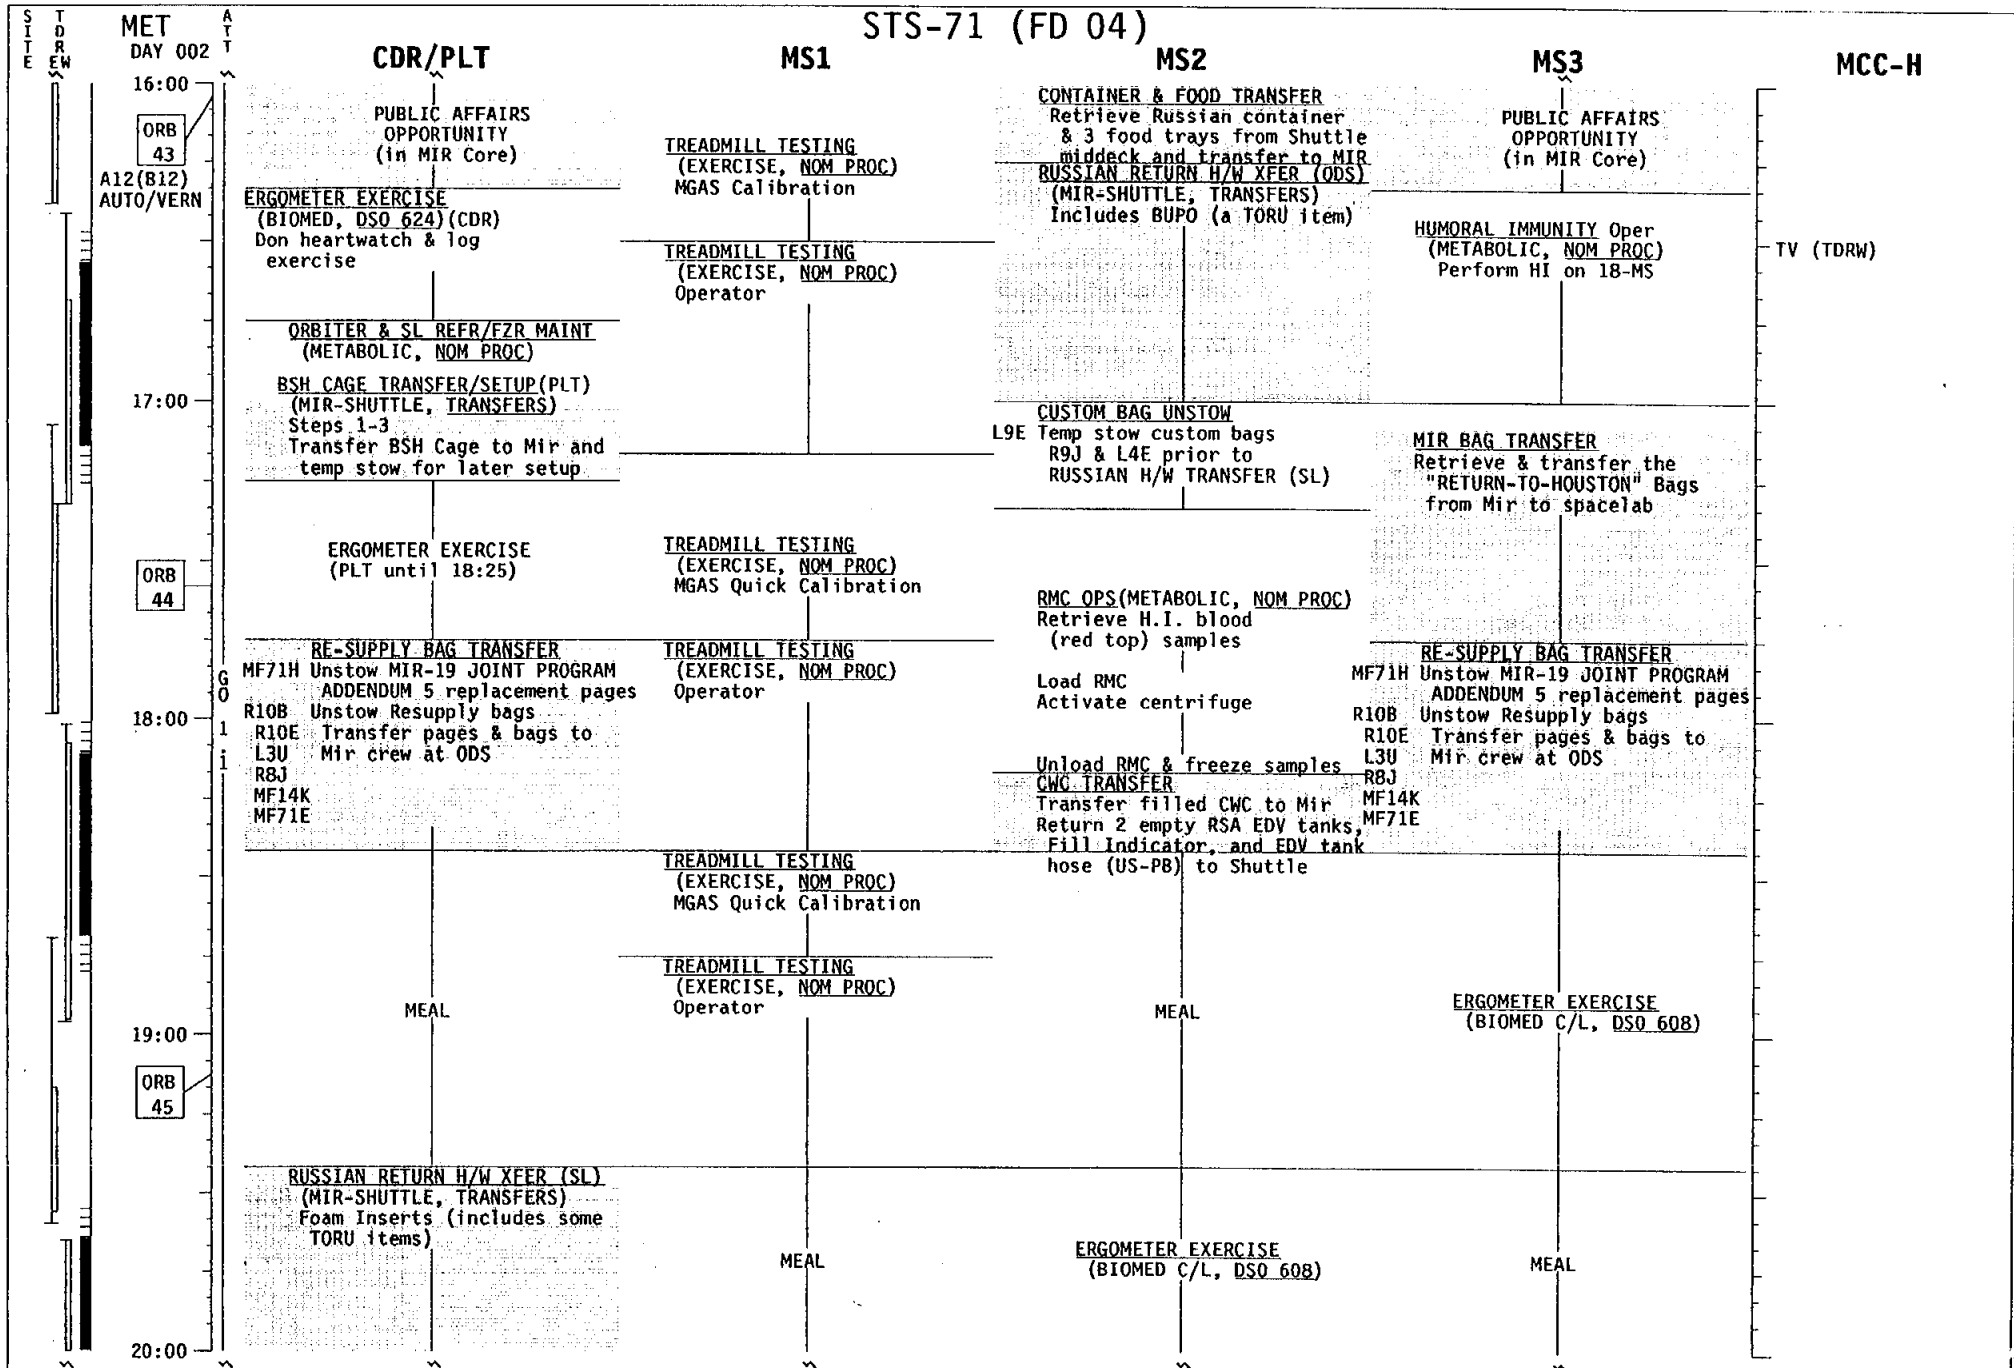 STS-71 (FD 04)
SITE
TDRS
EW
MET
DAY 002
ATT
CDR/PLT
MS1
MS2
MS3
MCC-H
16:00
ORB
43
A12(B12)
AUTO/VERN
17:00
ORB
44
18:00
19:00
ORB
45
20:00
GO
1
i
PUBLIC AFFAIRS
OPPORTUNITY
(in MIR Core)
ERGOMETER EXERCISE
(BIOMED, DSO 624)(CDR)
Don heartwatch & log
exercise
ORBITER & SL REFR/FZR MAINT
(METABOLIC, NOM PROC)
BSH CAGE TRANSFER/SETUP(PLT)
(MIR-SHUTTLE, TRANSFERS)
Steps 1-3
Transfer BSH Cage to Mir and
temp stow for later setup
ERGOMETER EXERCISE
(PLT until 18:25)
RE-SUPPLY BAG TRANSFER
MF71H Unstow MIR-19 JOINT PROGRAM
ADDENDUM 5 replacement pages
R10B Unstow Resupply bags
R10E Transfer pages & bags to
L3U Mir crew at ODS
R8J
MF14K
MF71E
MEAL
RUSSIAN RETURN H/W XFER (SL)
(MIR-SHUTTLE, TRANSFERS)
Foam Inserts (includes some
TORU items)
TREADMILL TESTING
(EXERCISE, NOM PROC)
MGAS Calibration
TREADMILL TESTING
(EXERCISE, NOM PROC)
Operator
TREADMILL TESTING
(EXERCISE, NOM PROC)
MGAS Quick Calibration
TREADMILL TESTING
(EXERCISE, NOM PROC)
Operator
TREADMILL TESTING
(EXERCISE, NOM PROC)
MGAS Quick Calibration
TREADMILL TESTING
(EXERCISE, NOM PROC)
Operator
MEAL
CONTAINER & FOOD TRANSFER
Retrieve Russian container
& 3 food trays from Shuttle
middeck and transfer to MIR
RUSSIAN RETURN H/W XFER (ODS)
(MIR-SHUTTLE, TRANSFERS)
Includes BUPO (a TORU item)
CUSTOM BAG UNSTOW
L9E Temp stow custom bags
R9J & L4E prior to
RUSSIAN H/W TRANSFER (SL)
RMC OPS(METABOLIC, NOM PROC)
Retrieve H.I. blood
(red top) samples
Load RMC
Activate centrifuge
Unload RMC & freeze samples
CWC TRANSFER
Transfer filled CWC to Mir
Return 2 empty RSA EDV tanks,
Fill Indicator, and EDV tank
hose (US-PB) to Shuttle
MEAL
ERGOMETER EXERCISE
(BIOMED C/L, DSO 608)
PUBLIC AFFAIRS
OPPORTUNITY
(in MIR Core)
HUMORAL IMMUNITY Oper
(METABOLIC, NOM PROC)
Perform HI on 18-MS
MIR BAG TRANSFER
Retrieve & transfer the
"RETURN-TO-HOUSTON" Bags
from Mir to spacelab
RE-SUPPLY BAG TRANSFER
MF71H Unstow MIR-19 JOINT PROGRAM
ADDENDUM 5 replacement pages
R10B Unstow Resupply bags
R10E Transfer pages & bags to
L3U Mir crew at ODS
R8J
MF14K
MF71E
ERGOMETER EXERCISE
(BIOMED C/L, DSO 608)
MEAL
TV (TDRW)